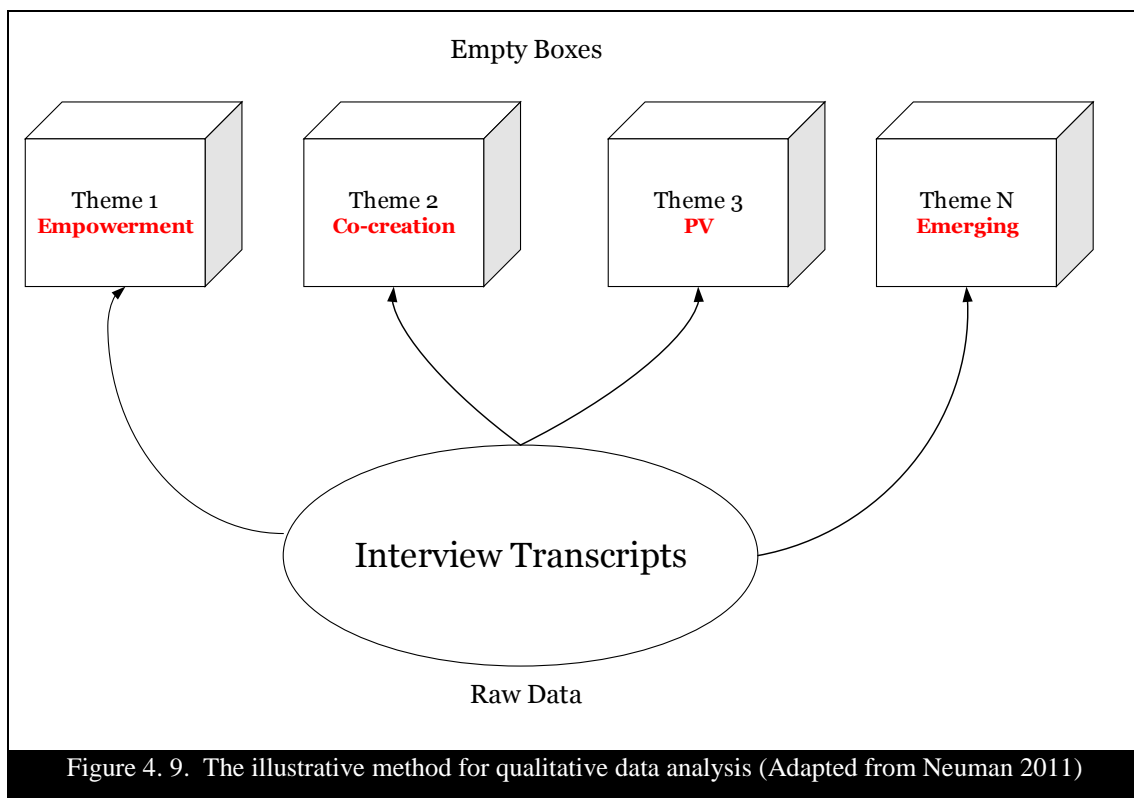 Empty Boxes
Theme 1
Empowerment
Theme 2
Co-creation
Theme 3
PV
Theme N
Emerging
Interview Transcripts
Raw Data
Figure 4. 9.  The illustrative method for qualitative data analysis (Adapted from Neuman 2011)